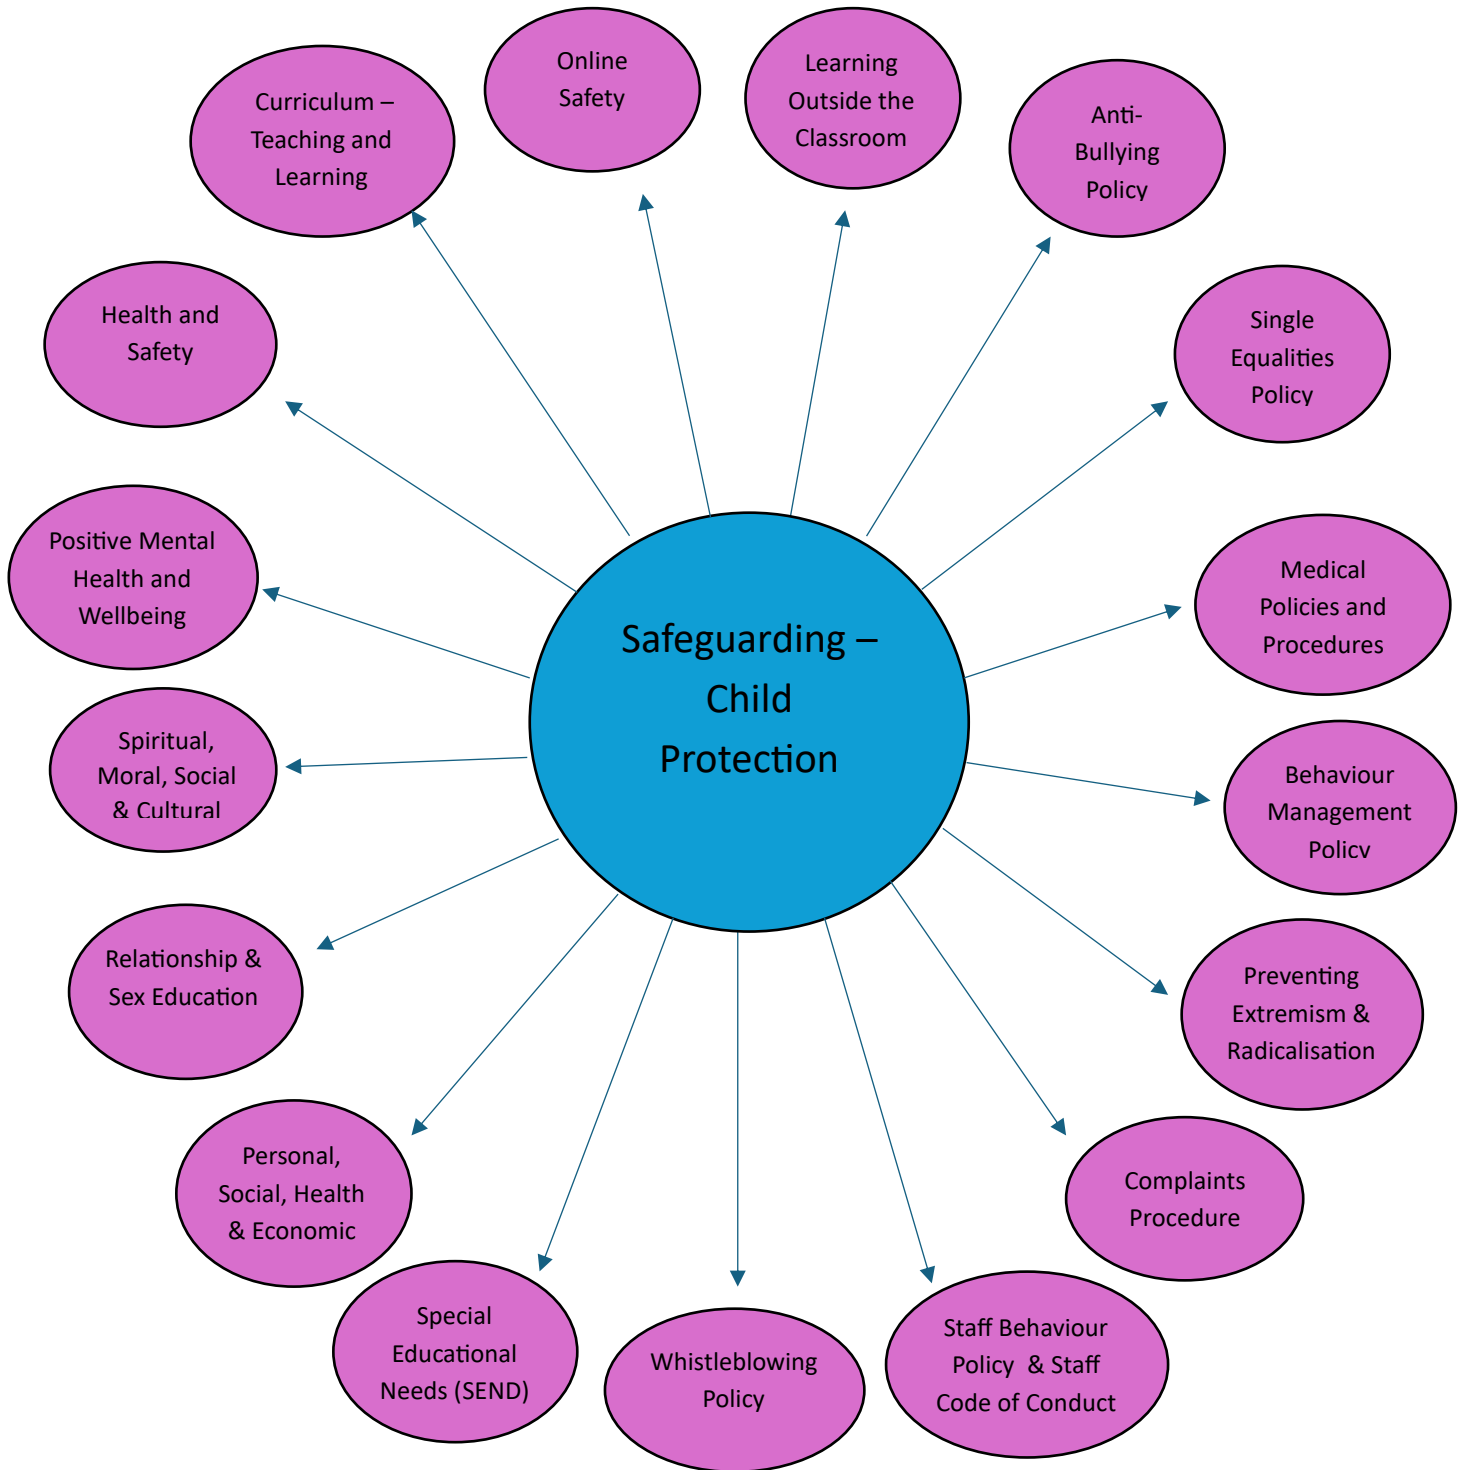 Curriculum –
Teaching and
Learning
Online
Safety
Learning
Outside the
Classroom
Anti-
Bullying
Policy
Single
Equalities
Policy
Medical
Policies and
Procedures
Behaviour
Management
Policy
Preventing
Extremism &
Radicalisation
Complaints
Procedure
Staff Behaviour
Policy & Staff
Code of Conduct
Whistleblowing
Policy
Special
Educational
Needs (SEND)
Personal,
Social, Health
& Economic
Relationship &
Sex Education
Spiritual,
Moral, Social
& Cultural
Positive Mental
Health and
Wellbeing
Health and
Safety
Safeguarding –
Child
Protection